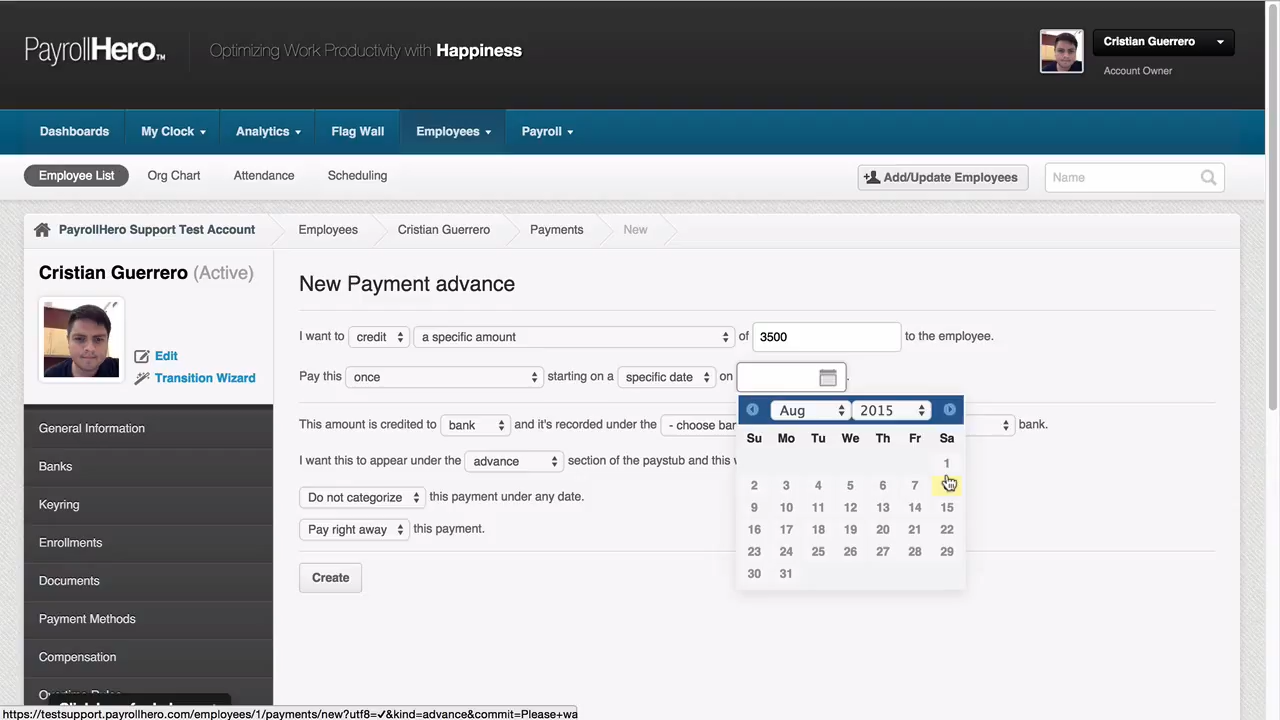 PayrollHero™ Optimizing Work Productivity with Happiness
Cristian Guerrero
Account Owner
Dashboards My Clock Analytics Flag Wall Employees Payroll
Employee List Org Chart Attendance Scheduling Add/Update Employees Name
PayrollHero Support Test Account Employees Cristian Guerrero Payments New
Cristian Guerrero (Active)
Edit
Transition Wizard
General Information
Banks
Keyring
Enrollments
Documents
Payment Methods
Compensation
New Payment advance
I want to credit a specific amount of 3500 to the employee.
Pay this once starting on a specific date on .
This amount is credited to bank and it's recorded under the - choose bank.
I want this to appear under the advance section of the paystub and this
Do not categorize this payment under any date.
Pay right away this payment.
Create
Aug 2015
Su Mo Tu We Th Fr Sa
1
2 3 4 5 6 7
9 10 11 12 13 14 15
16 17 18 19 20 21 22
23 24 25 26 27 28 29
30 31
https://testsupport.payrollhero.com/employees/1/payments/new?utf8=✓&kind=advance&commit=Please+wa